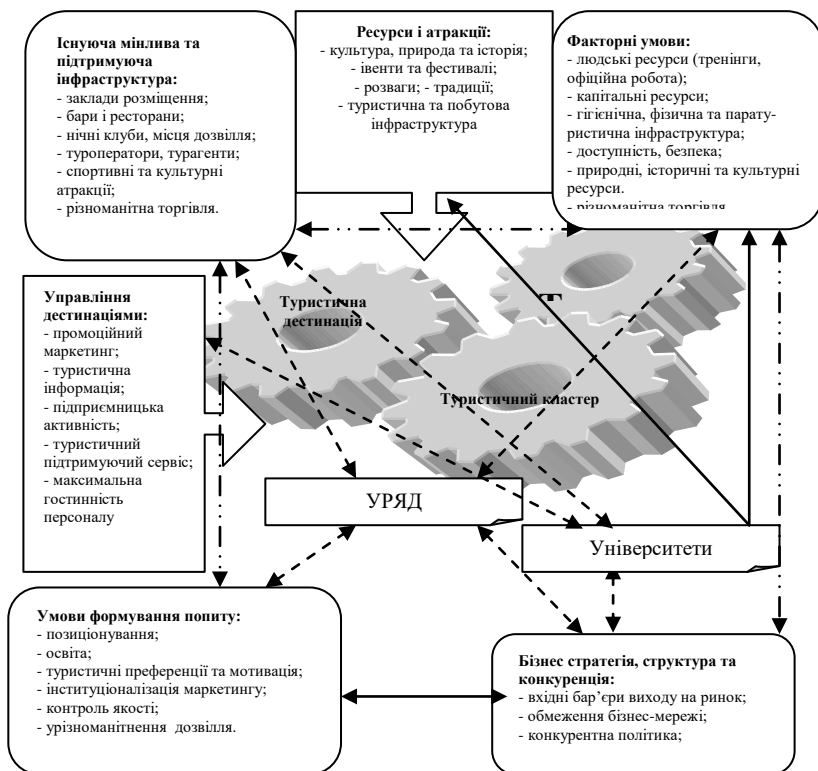 Існуюча мінлива та
підтримуюча
інфраструктура:
- заклади розміщення;
- бари і ресторани;
- нічні клуби, місця дозвілля;
- туроператори, турагенти;
- спортивні та культурні
атракції;
- різноманітна торгівля.
Ресурси і атракції:
- культура, природа та історія;
- івенти та фестивалі;
- розваги; - традиції;
- туристична та побутова
інфраструктура
Факторні умови:
- людські ресурси (тренінги,
офіційна робота);
- капітальні ресурси;
- гігієнічна, фізична та парату-
ристична інфраструктура;
- доступність, безпека;
- природні, історичні та культурні
ресурси.
- різноманітна торгівля
Управління
дестинаціями:
- промоційний
маркетинг;
- туристична
інформація;
- підприємницька
активність;
- туристичний
підтримуючий сервіс;
- максимальна
гостинність
персоналу
Туристична
дестинація
Т
Туристичний кластер
УРЯД
Університети
Умови формування попиту:
- позиціонування;
- освіта;
- туристичні преференції та мотивація;
- інституціоналізація маркетингу;
- контроль якості;
- урізноманітнення дозвілля.
Бізнес стратегія, структура та
конкуренція:
- вхідні бар’єри виходу на ринок;
- обмеження бізнес-мережі;
- конкурентна політика;